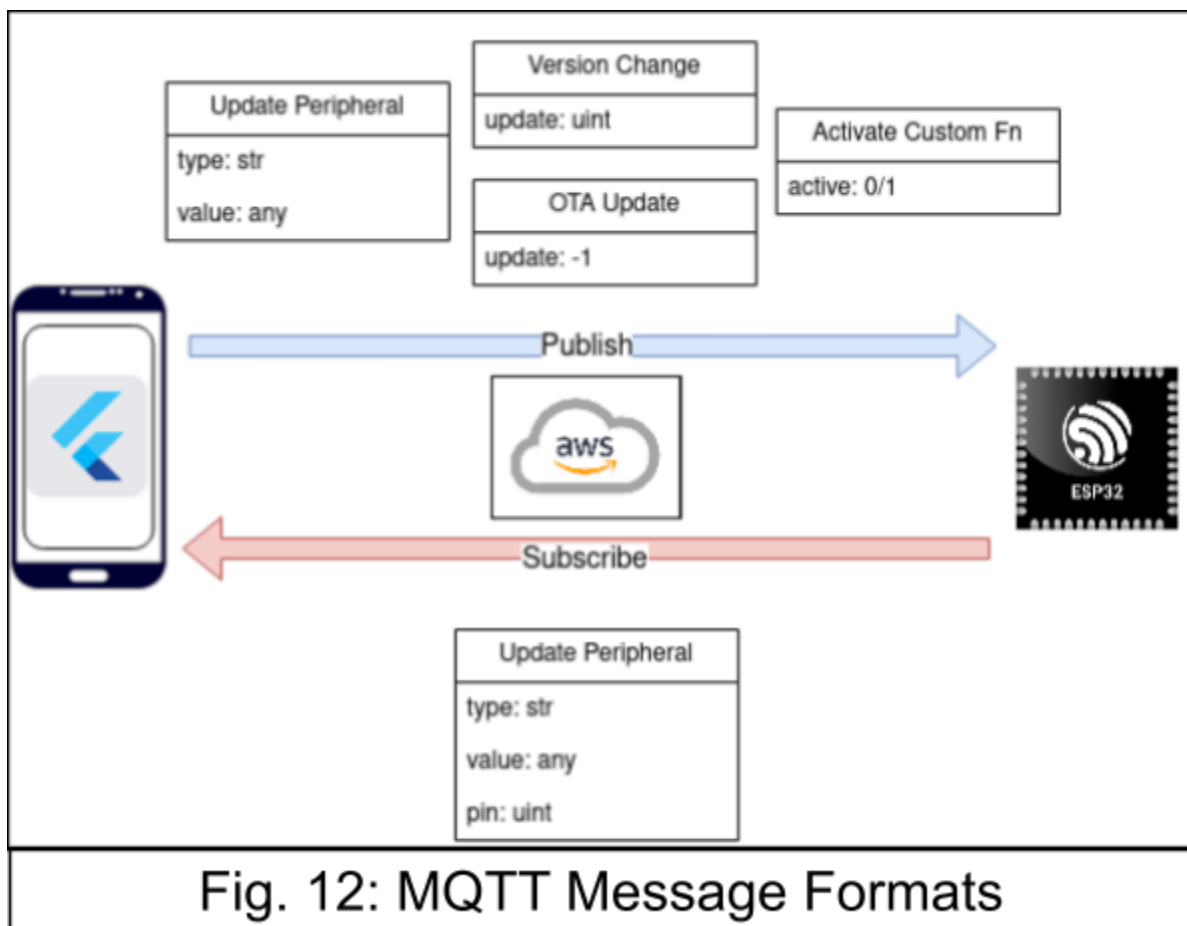 Version Change
update: uint
Update Peripheral
type: str
value: any
Activate Custom Fn
active: 0/1
OTA Update
update: -1
Publish
aws
ESP32
Subscribe
Update Peripheral
type: str
value: any
pin: uint
Fig. 12: MQTT Message Formats